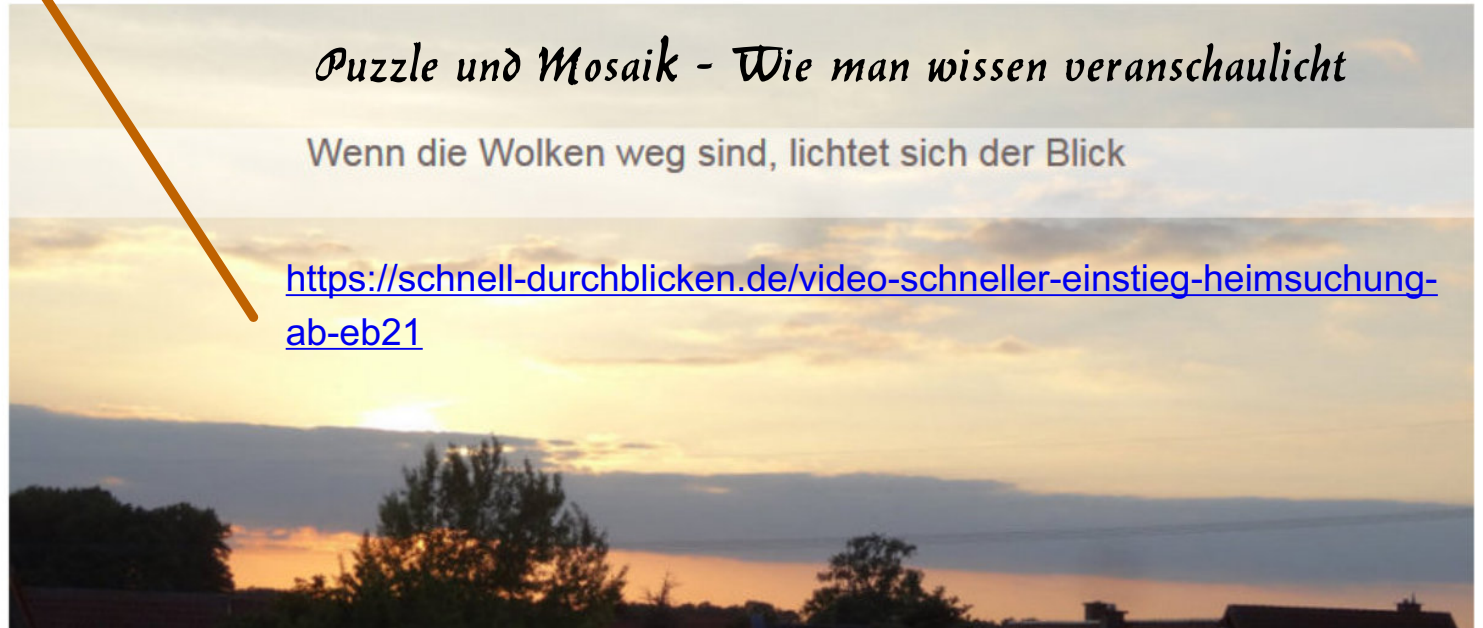 Puzzle und Mosaik - Wie man wissen veranschaulicht
Wenn die Wolken weg sind, lichtet sich der Blick
https://schnell-durchblicken.de/video-schneller-einstieg-heimsuchung-
ab-eb21